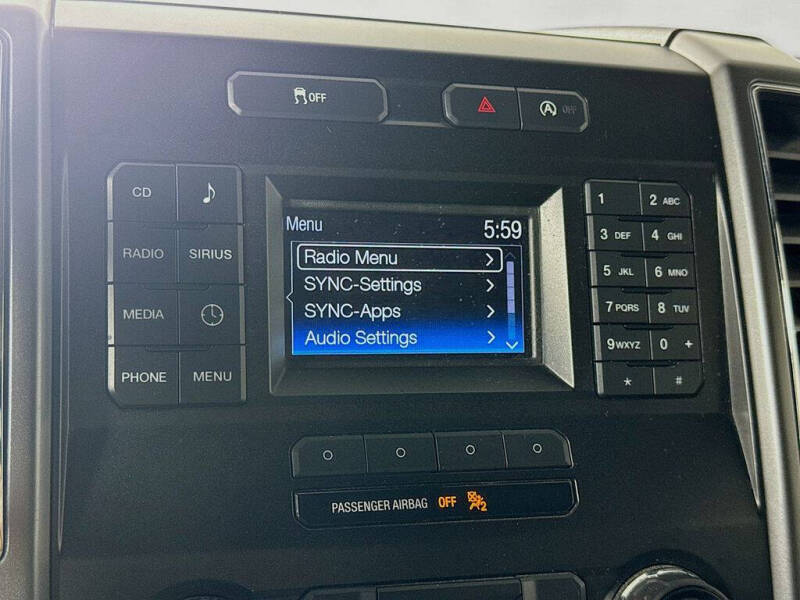 OFF
A OFF
CD
RADIO SIRIUS
MEDIA
PHONE MENU
Menu 5:59
Radio Menu >
SYNC-Settings >
SYNC-Apps >
Audio Settings >
1 2 ABC
3 DEF 4 GHI
5 JKL 6 MNO
7 PQRS 8 TUV
9 WXYZ 0 +
* #
PASSENGER AIRBAG OFF 2